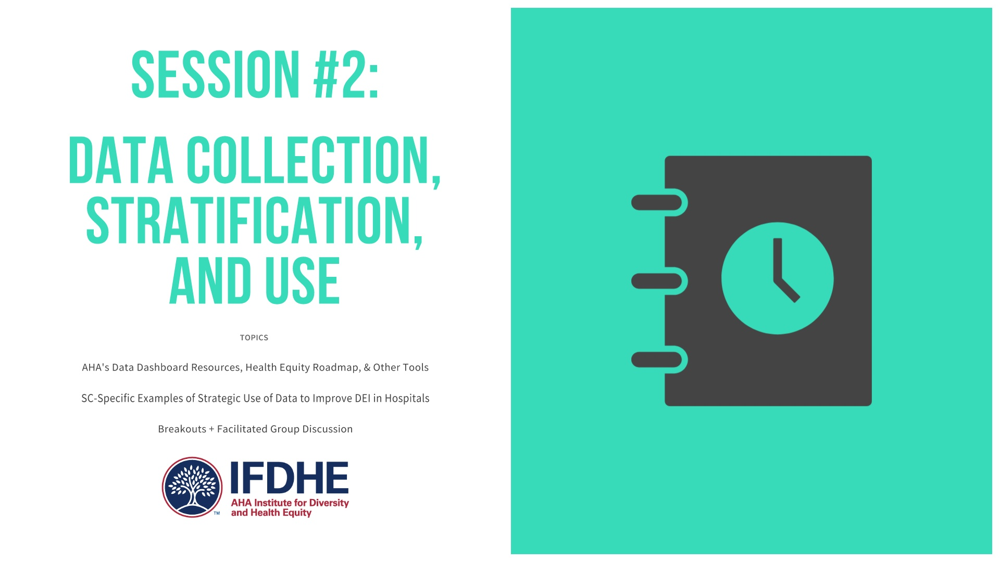 SESSION #2:
DATA COLLECTION,
STRATIFICATION,
AND USE
TOPICS
AHA's Data Dashboard Resources, Health Equity Roadmap, & Other Tools
SC-Specific Examples of Strategic Use of Data to Improve DEI in Hospitals
Breakouts + Facilitated Group Discussion
IFDHE
AHA Institute for Diversity
and Health Equity
TM